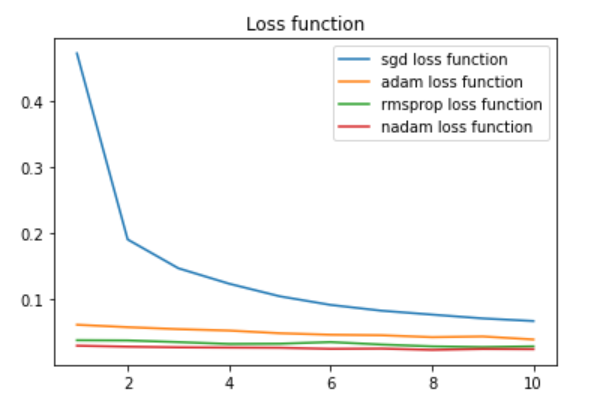 Loss function
sgd loss function
adam loss function
rmsprop loss function
nadam loss function
0.4
0.3
0.2
0.1
2 4 6 8 10